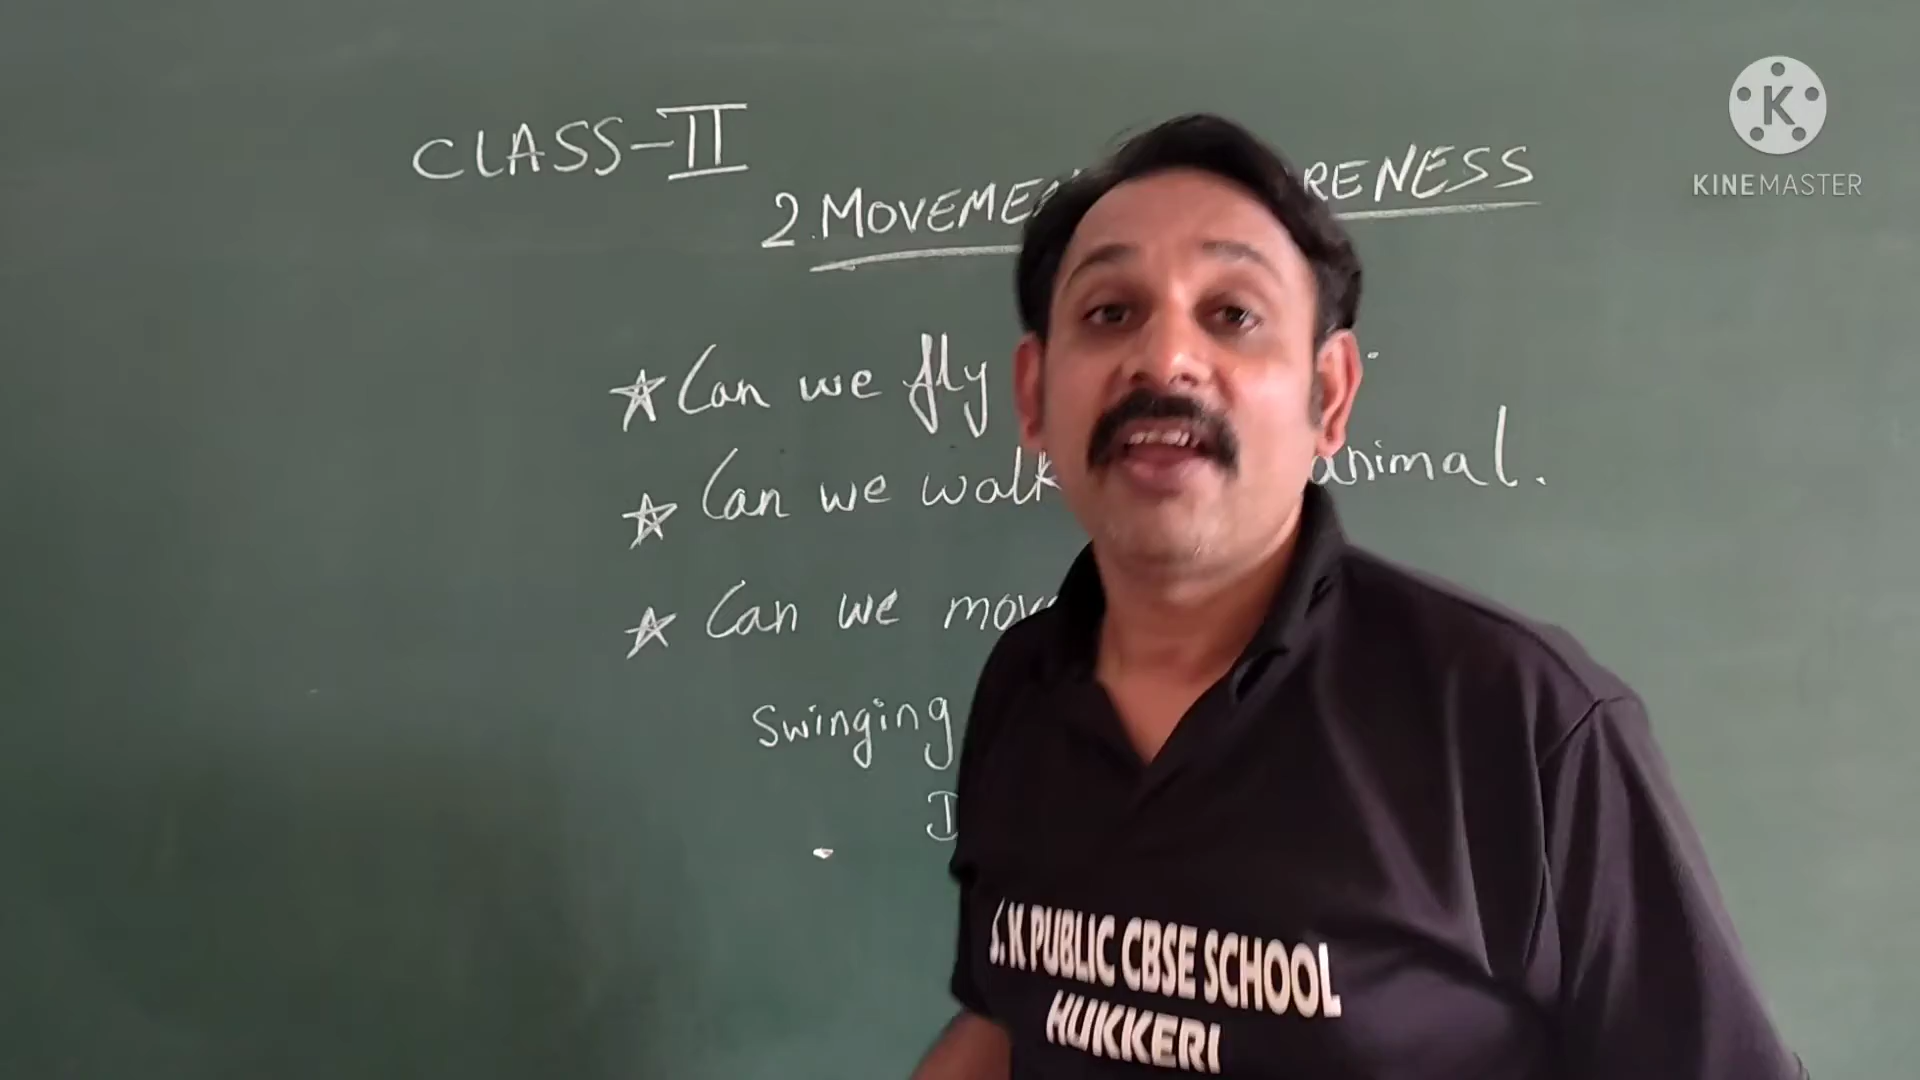 CLASS-II
KINEMASTER
2.MOVEME RENESS
★ Can we fly .
★ Can we walk animal.
★ Can we mov
Swinging
D
.K PUBLIC CBSE SCHOOL
HUKKERI